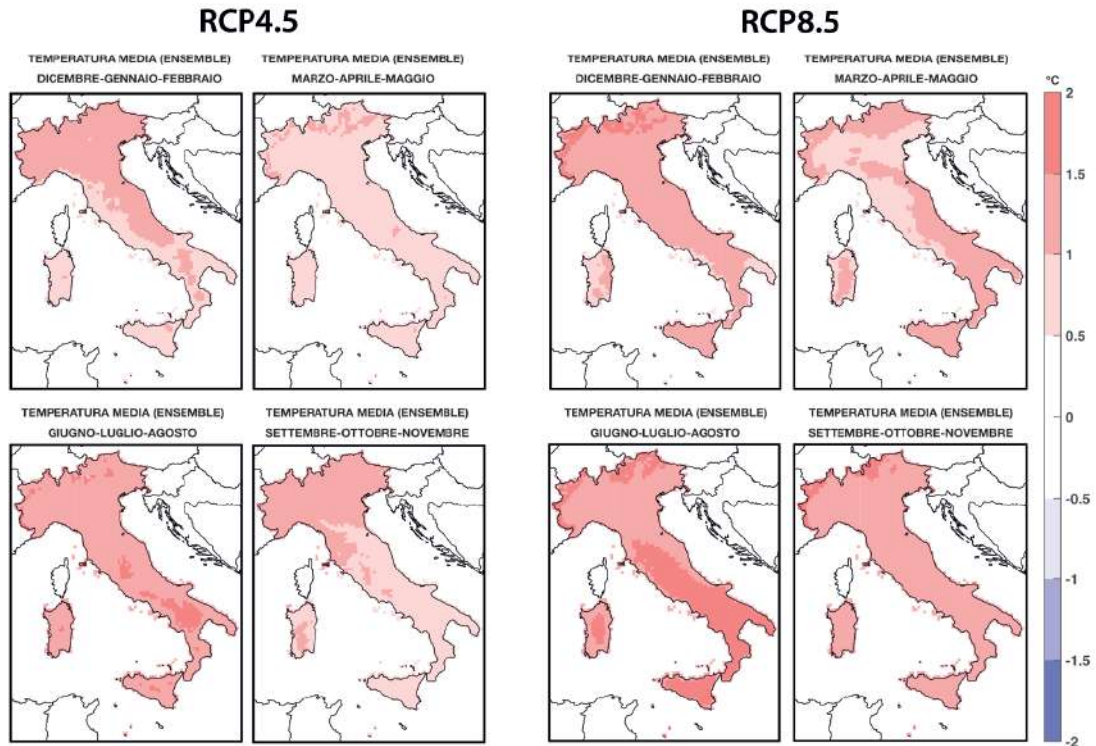 RCP4.5
RCP8.5
TEMPERATURA MEDIA (ENSEMBLE)
DICEMBRE-GENNAIO-FEBBRAIO
TEMPERATURA MEDIA (ENSEMBLE)
MARZO-APRILE-MAGGIO
TEMPERATURA MEDIA (ENSEMBLE)
DICEMBRE-GENNAIO-FEBBRAIO
TEMPERATURA MEDIA (ENSEMBLE)
MARZO-APRILE-MAGGIO
TEMPERATURA MEDIA (ENSEMBLE)
GIUGNO-LUGLIO-AGOSTO
TEMPERATURA MEDIA (ENSEMBLE)
SETTEMBRE-OTTOBRE-NOVEMBRE
TEMPERATURA MEDIA (ENSEMBLE)
GIUGNO-LUGLIO-AGOSTO
TEMPERATURA MEDIA (ENSEMBLE)
SETTEMBRE-OTTOBRE-NOVEMBRE
°C
2
1.5
1
0.5
0
-0.5
-1
-1.5
-2